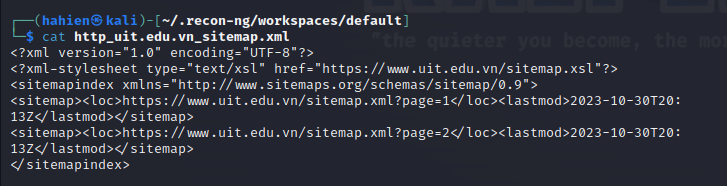 ┌──(hahien㉿kali)-[~/.recon-ng/workspaces/default]
└─$ cat http_uit.edu.vn_sitemap.xml
"the quieter you become, the mor
<?xml version="1.0" encoding="UTF-8"?>
<?xml-stylesheet type="text/xsl" href="https://www.uit.edu.vn/sitemap.xsl"?>
<sitemapindex xmlns="http://www.sitemaps.org/schemas/sitemap/0.9">
<sitemap><loc>https://www.uit.edu.vn/sitemap.xml?page=1</loc><lastmod>2023-10-30T20:
13Z</lastmod></sitemap>
<sitemap><loc>https://www.uit.edu.vn/sitemap.xml?page=2</loc><lastmod>2023-10-30T20:
13Z</lastmod></sitemap>
</sitemapindex>